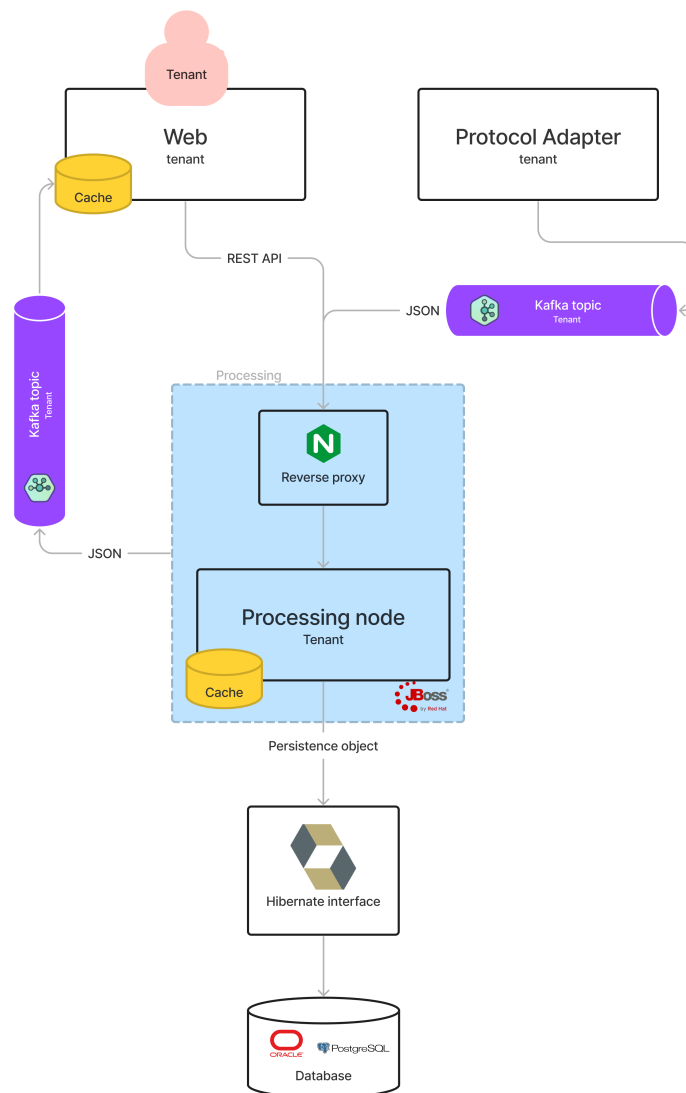 Tenant
Web
tenant
Cache
Protocol Adapter
tenant
REST API
JSON
Kafka topic
Tenant
Kafka topic
Tenant
JSON
Processing
Reverse proxy
Processing node
Tenant
Cache
JBoss
by Red Hat
Persistence object
Hibernate interface
ORACLE
PostgreSQL
Database